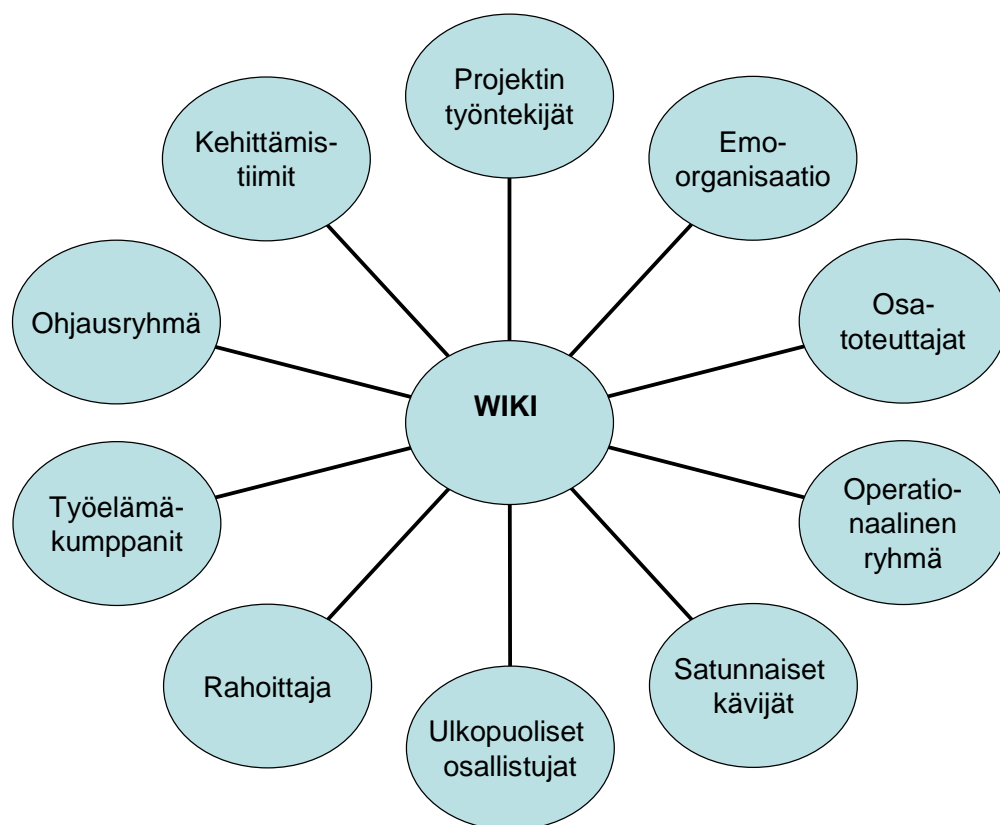 Projektin
työntekijät
Emo-
organisaatio
Osa-
toteuttajat
Operatio-
naalinen
ryhmä
Satunnaiset
kävijät
Ulkopuoliset
osallistujat
Rahoittaja
Työelämä-
kumppanit
Ohjausryhmä
Kehittämis-
tiimit
WIKI